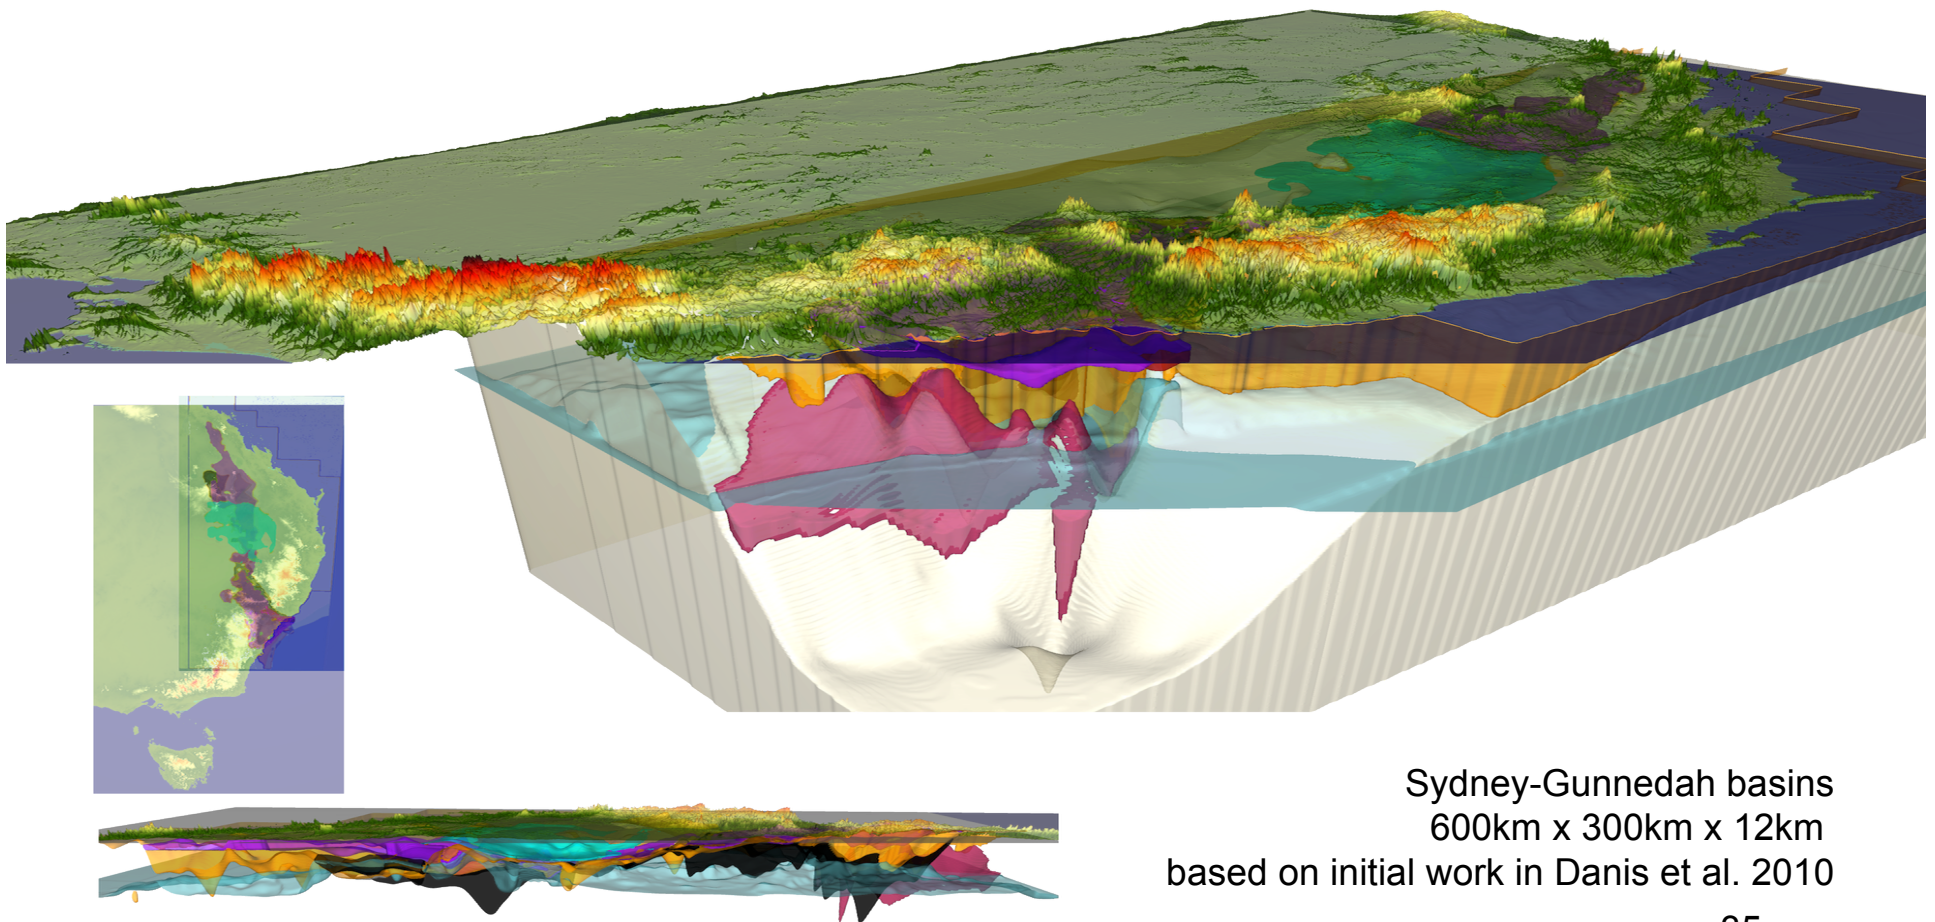 Sydney-Gunnedah basins
600km x 300km x 12km
based on initial work in Danis et al. 2010